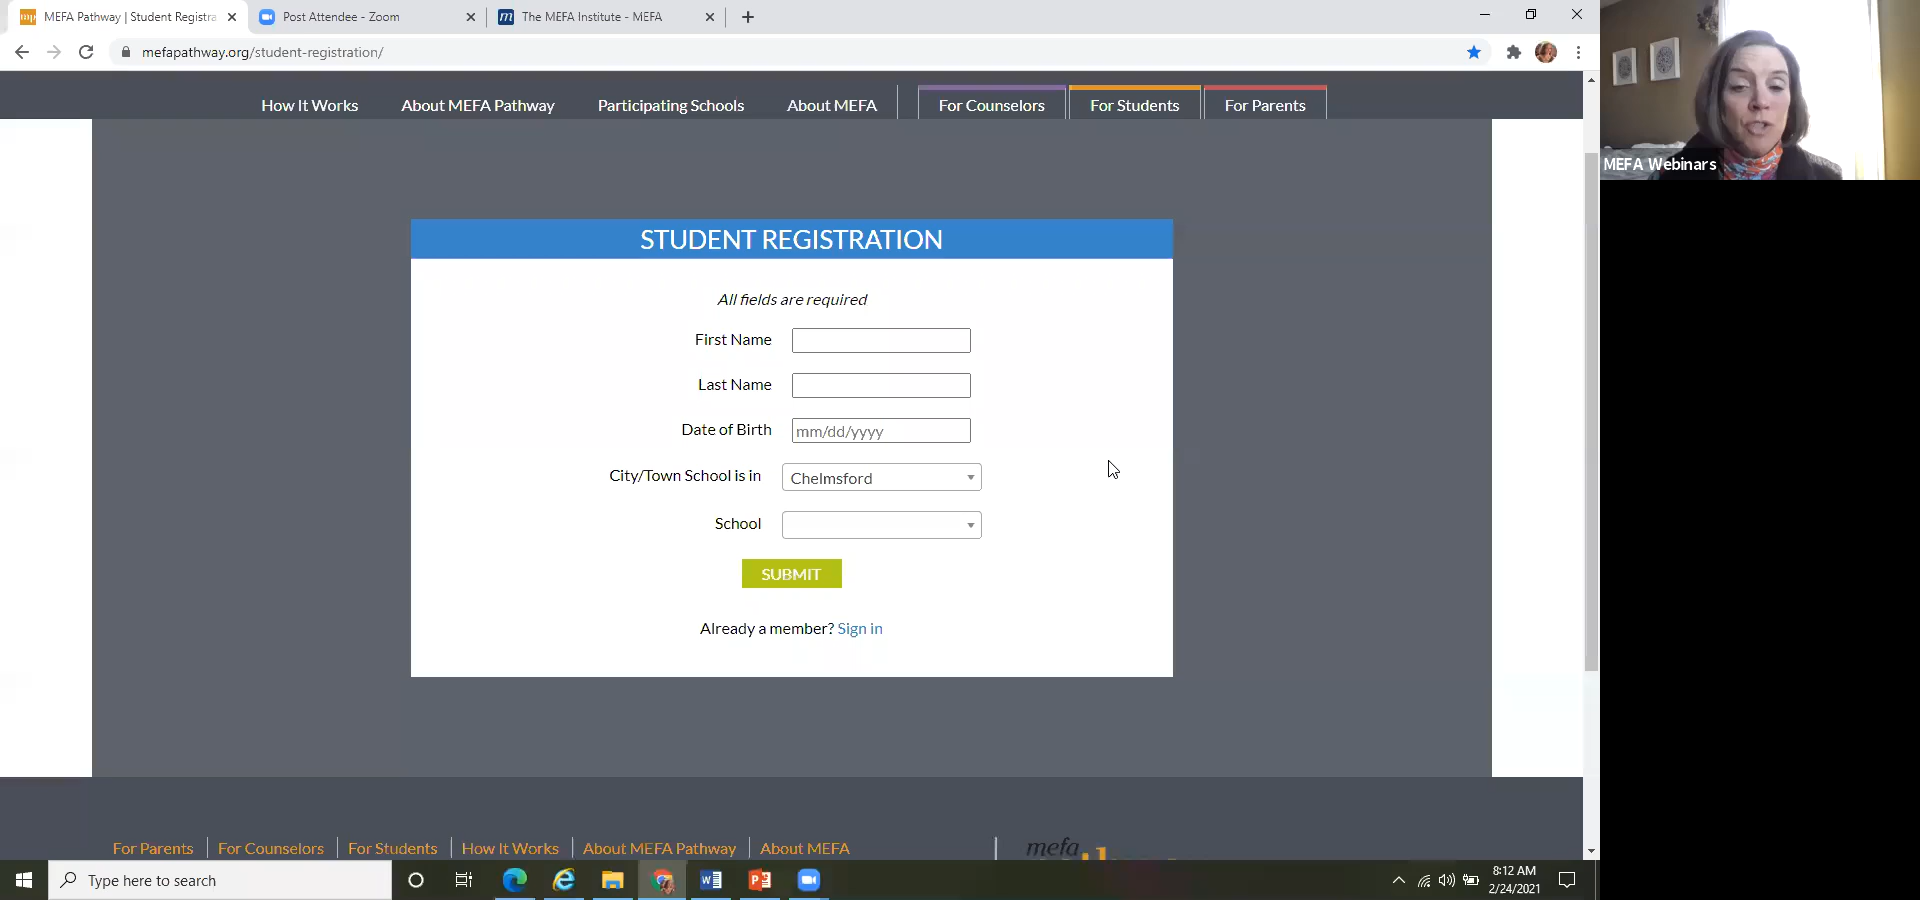 MEFA Pathway | Student Registra
Post Attendee - Zoom
The MEFA Institute - MEFA
mefapathway.org/student-registration/
How It Works About MEFA Pathway Participating Schools About MEFA For Counselors For Students For Parents
MEFA Webinars
STUDENT REGISTRATION
All fields are required
First Name
Last Name
Date of Birth mm/dd/yyyy
City/Town School is in Chelmsford
School
SUBMIT
Already a member? Sign in
For Parents For Counselors For Students How It Works About MEFA Pathway About MEFA
mefa
Type here to search
8:12 AM
2/24/2021